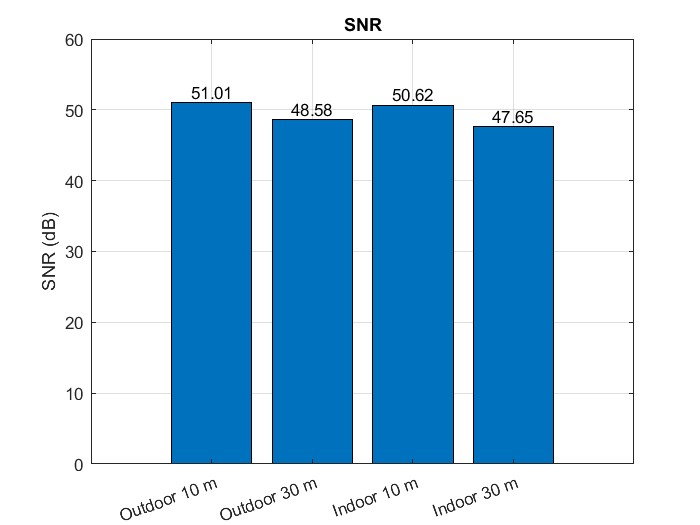 SNR
60
50
40
30
20
10
0
SNR (dB)
51.01
48.58
50.62
47.65
Outdoor 10 m
Outdoor 30 m
Indoor 10 m
Indoor 30 m